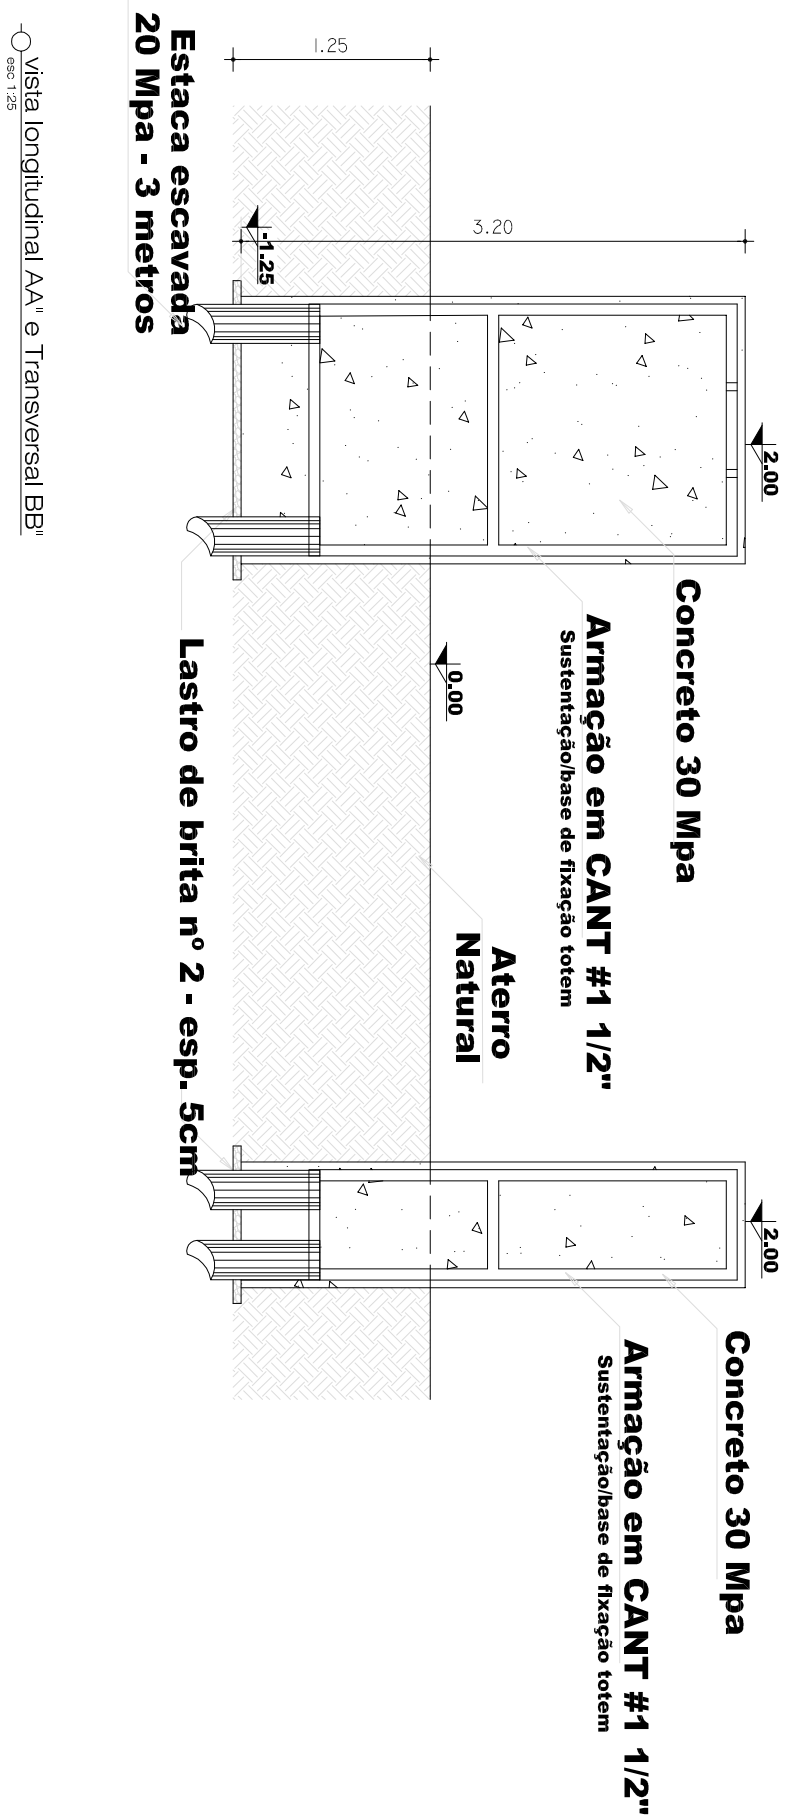 2.00
2.00
Concreto 30 Mpa
Concreto 30 Mpa
Armação em CANT #1 1/2"
Sustentação/base de fixação totem
Armação em CANT #1 1/2"
Sustentação/base de fixação totem
3.20
1.25
0.00
Aterro
Natural
-1.25
Estaca escavada
20 Mpa - 3 metros
Lastro de brita nº 2 - esp. 5cm
vista longitudinal AA" e Transversal BB"
esc 1:25